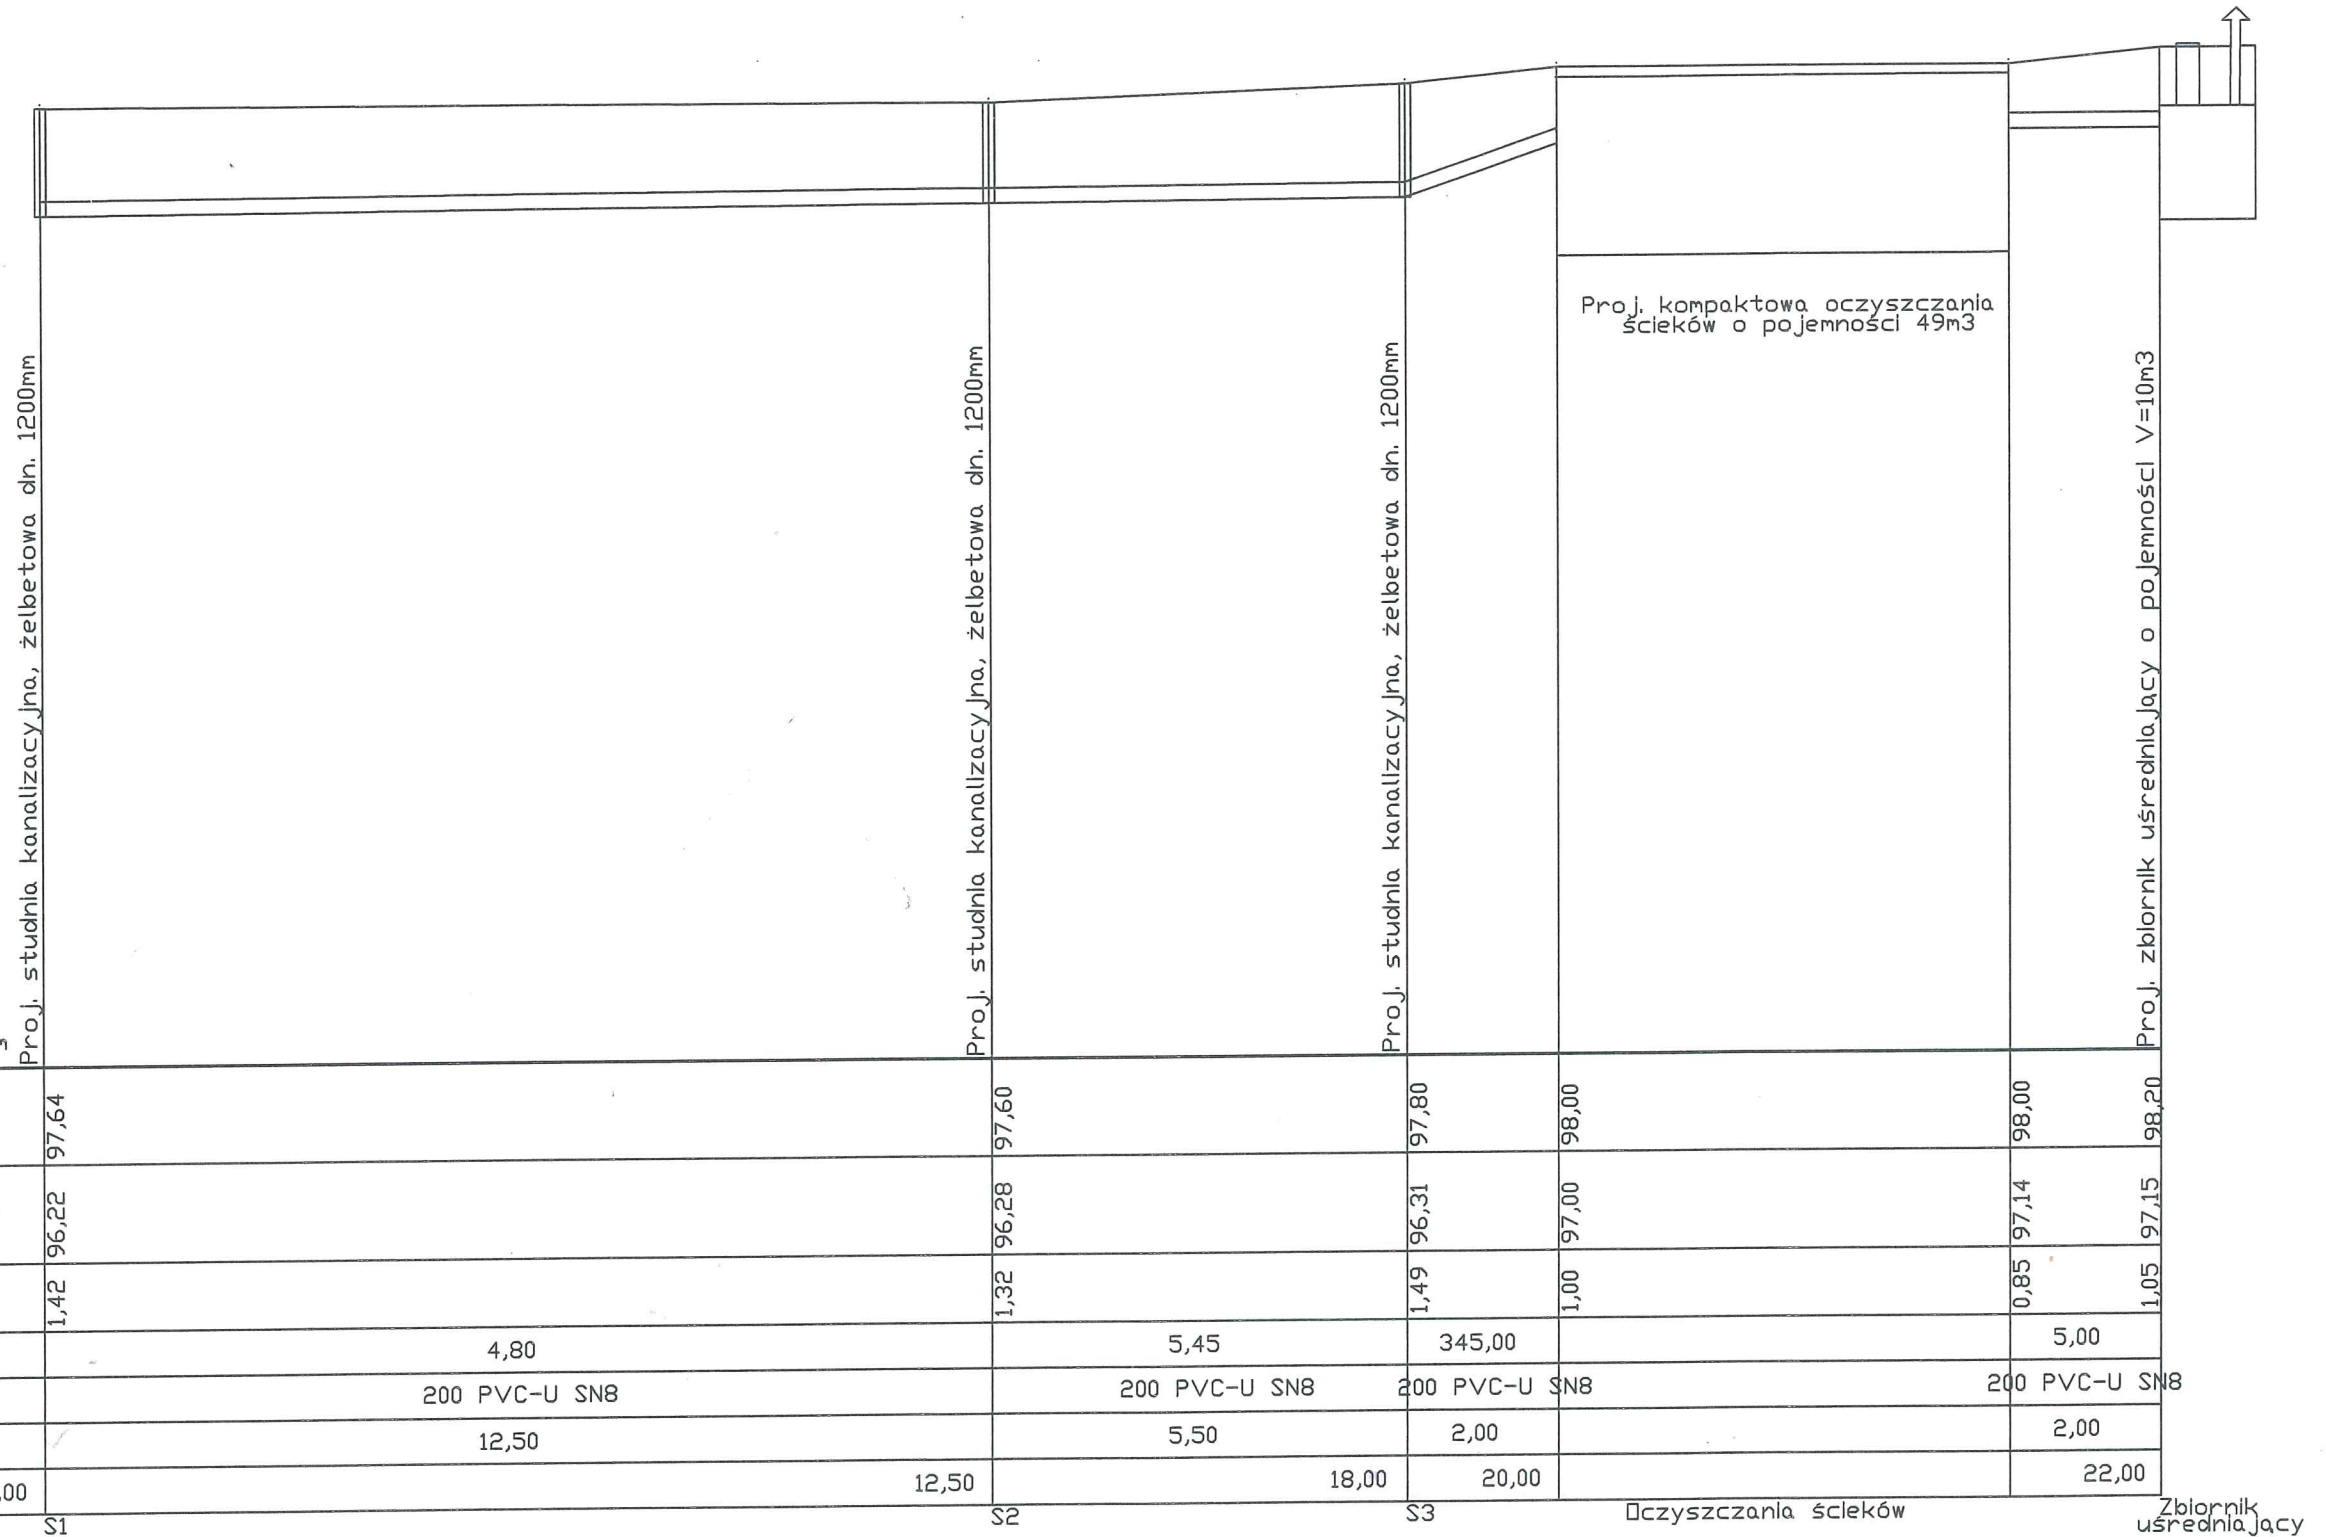 Proj. kompaktowa oczyszczania
ścieków o pojemności 49m3
Proj. studnia kanalizacyjna, żelbetowa dn. 1200mm
Proj. studnia kanalizacyjna, żelbetowa dn. 1200mm
Proj. studnia kanalizacyjna, żelbetowa dn. 1200mm
Proj. zbiornik uśredniający o pojemności V=10m3
97,64 97,60 97,80 98,00 98,00 98,20
96,22 96,28 96,31 97,00 97,14 97,15
1,42 1,32 1,49 1,00 0,85 1,05
4,80 5,45 345,00 5,00
200 PVC-U SN8 200 PVC-U SN8 200 PVC-U SN8 200 PVC-U SN8
12,50 5,50 2,00 2,00
,00 12,50 18,00 20,00 22,00
S1 S2 S3 Oczyszczania ścieków Zbiornik
uśredniający